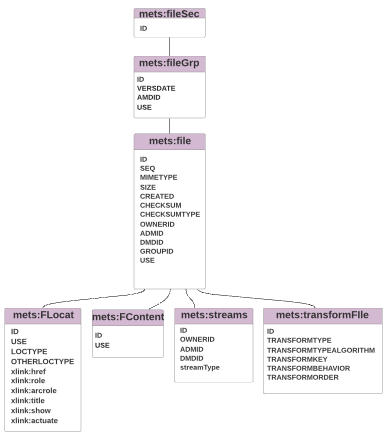 mets:fileSec
ID
mets:fileGrp
ID
VERSDATE
AMDID
USE
mets:file
ID
SEQ
MIMETYPE
SIZE
CREATED
CHECKSUM
CHECKSUMTYPE
OWNERID
ADMID
DMDID
GROUPID
USE
mets:FLocat
ID
USE
LOCTYPE
OTHERLOCTYPE
xlink:href
xlink:role
xlink:arcrole
xlink:title
xlink:show
xlink:actuate
mets:FContent
ID
USE
mets:streams
ID
OWNERID
ADMID
DMDID
streamType
mets:transformFIle
ID
TRANSFORMTYPE
TRANSFORMTYPEALGORITHM
TRANSFORMKEY
TRANSFORMBEHAVIOR
TRANSFORMORDER